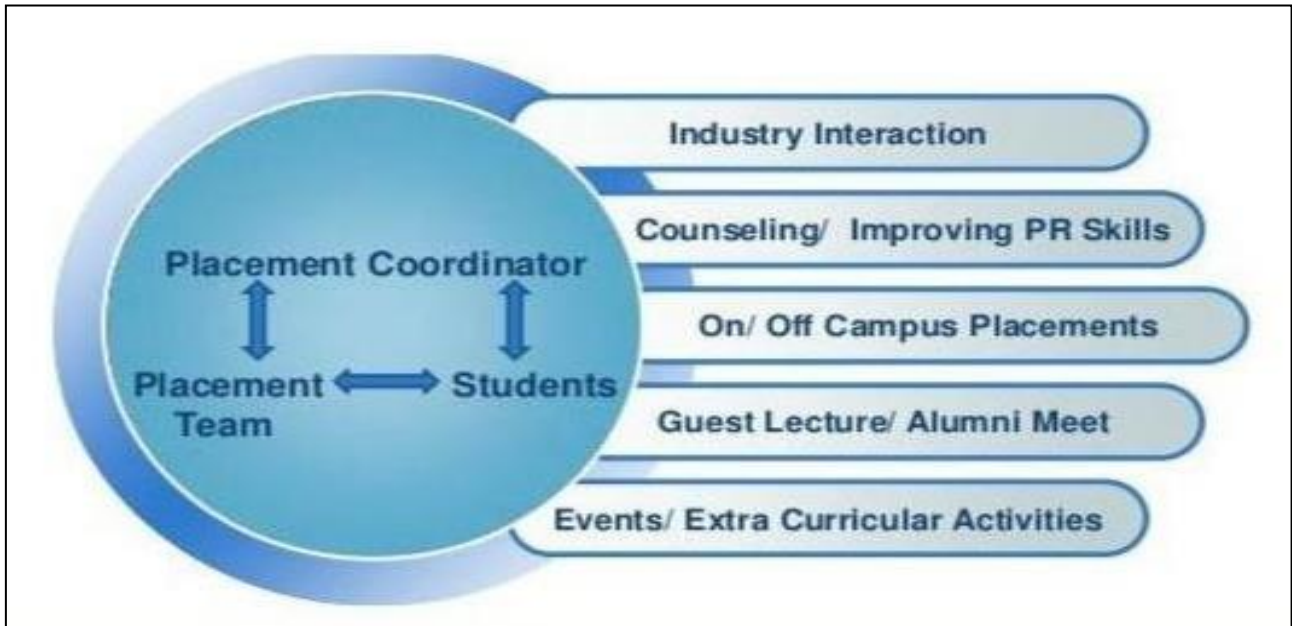 Placement Coordinator
Placement
Team
Students
Industry Interaction
Counseling/ Improving PR Skills
On/ Off Campus Placements
Guest Lecture/ Alumni Meet
Events/ Extra Curricular Activities